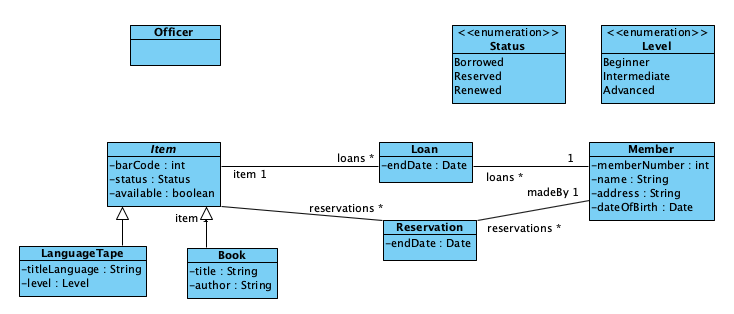 Officer
<<enumeration>>
Status
Borrowed
Reserved
Renewed
<<enumeration>>
Level
Beginner
Intermediate
Advanced
Item
-barCode : int
-status : Status
-available : boolean
loans *
item 1
Loan
-endDate : Date
1
loans *
Member
-memberNumber : int
-name : String
-address : String
-dateOfBirth : Date
madeBy 1
reservations *
item
Reservation
-endDate : Date
reservations *
LanguageTape
-titleLanguage : String
-level : Level
Book
-title : String
-author : String